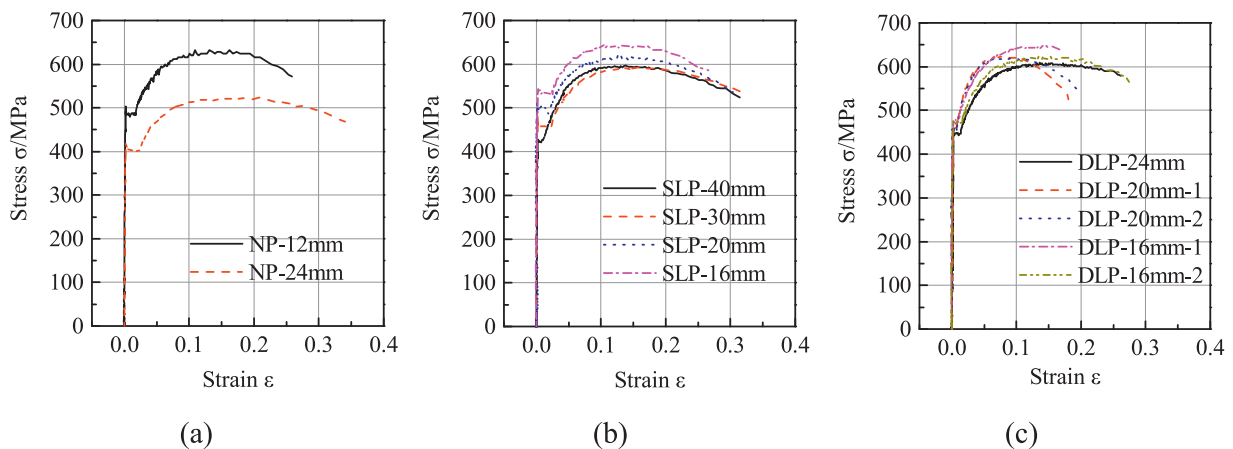 700
600
500
400
300
200
100
0
0.0 0.1 0.2 0.3 0.4
Stress σ/MPa
Strain ε
NP-12mm
NP-24mm
(a)
700
600
500
400
300
200
100
0
0.0 0.1 0.2 0.3 0.4
Stress σ/MPa
Strain ε
SLP-40mm
SLP-30mm
SLP-20mm
SLP-16mm
(b)
700
600
500
400
300
200
100
0
0.0 0.1 0.2 0.3 0.4
Stress σ/MPa
Strain ε
DLP-24mm
DLP-20mm-1
DLP-20mm-2
DLP-16mm-1
DLP-16mm-2
(c)